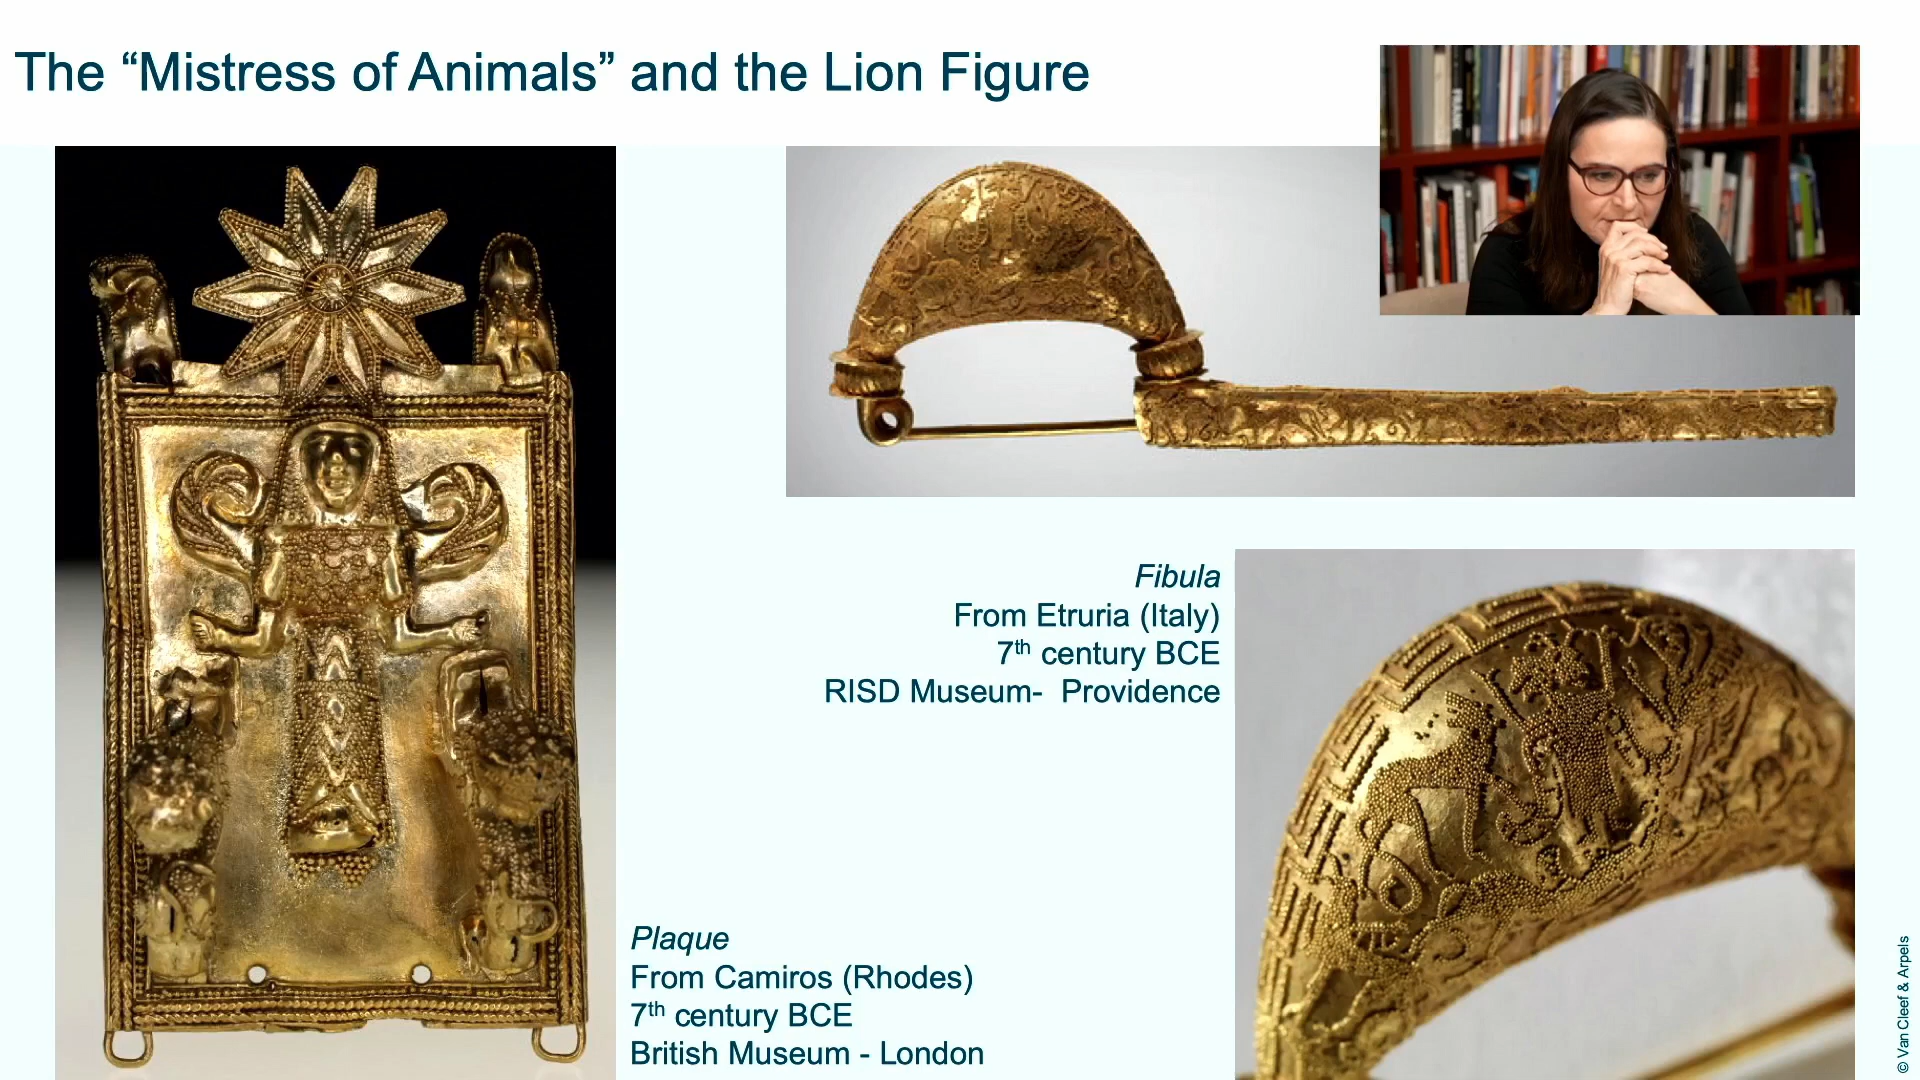 The “Mistress of Animals” and the Lion Figure
Fibula
From Etruria (Italy)
7th century BCE
RISD Museum- Providence
Plaque
From Camiros (Rhodes)
7th century BCE
British Museum - London
© Van Cleef & Arpels